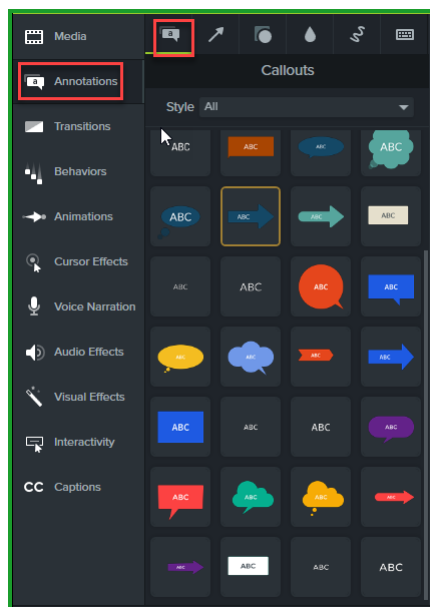 Media
Annotations
Transitions
Behaviors
Animations
Cursor Effects
Voice Narration
Audio Effects
Visual Effects
Interactivity
CC Captions
a
Callouts
Style All
ABC ABC ABC ABC
ABC ABC ABC ABC
ABC ABC ABC ABC
ABC ABC ABC ABC
ABC ABC ABC ABC
ABC ABC ABC ABC
ABC ABC ABC ABC